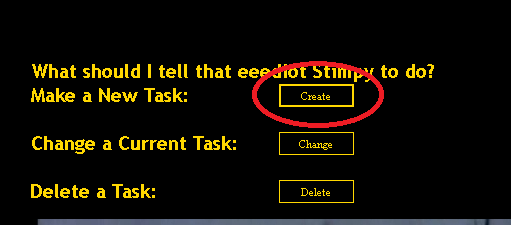 What should I tell that eeediot Stimpy to do?
Make a New Task: Create
Change a Current Task: Change
Delete a Task: Delete